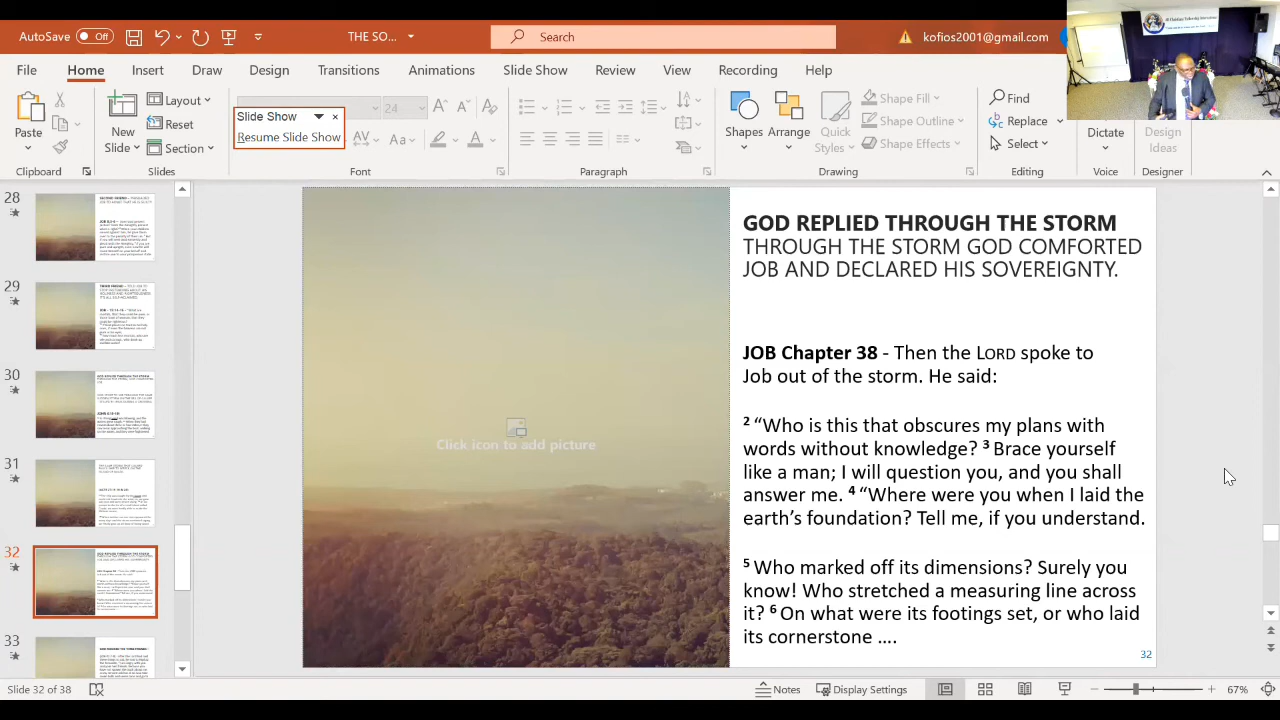 AutoSave Off THE SO... Search kofios2001@gmail.com
File Home Insert Draw Design Transitions Animations Slide Show Review View Recording Help
Paste
Clipboard
New Slide
Layout
Reset
Section
Slides
Slide Show
Resume Slide Show
24
Aa
Font
Paragraph
Shapes
Arrange
Quick Styles
Shape Fill
Shape Outline
Shape Effects
Drawing
Find
Replace
Select
Editing
Dictate
Voice
Design Ideas
Designer
28
29
30
31
32
33
Click icon to add picture
GOD
THROUGH THE STORM
THROUGH THE STORM GOD COMFORTED
JOB AND DECLARED HIS SOVEREIGNTY.
JOB Chapter 38 - Then the LORD spoke to
Job out of the storm. He said:
2 “Who is this that obscures my plans with
words without knowledge? 3 Brace yourself
like a man; I will question you, and you shall
answer me. 4 “Where were you when I laid the
earth’s foundation? Tell me, if you understand.
5 Who marked off its dimensions? Surely you
know! Who stretched a measuring line across
it? 6 On what were its footings set, or who laid
its cornerstone ....
32
Slide 32 of 38 Notes Display Settings 67%